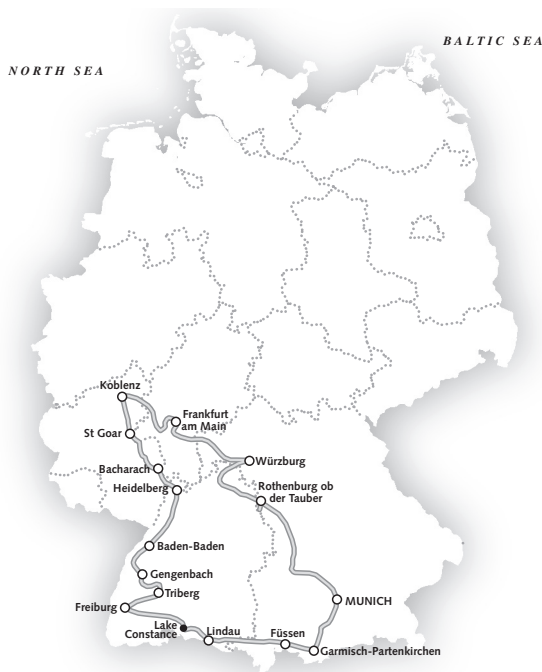 BALTIC SEA
NORTH SEA
Koblenz
Frankfurt
am Main
St Goar
Würzburg
Bacharach
Heidelberg
Rothenburg ob
der Tauber
Baden-Baden
Gengenbach
Triberg
Freiburg
MUNICH
Lake
Constance
Lindau
Füssen
Garmisch-Partenkirchen